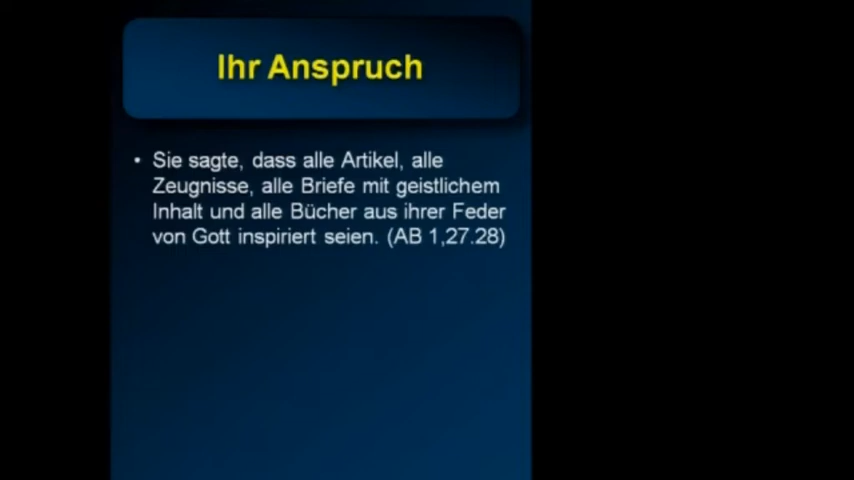 Ihr Anspruch
• Sie sagte, dass alle Artikel, alle
Zeugnisse, alle Briefe mit geistlichem
Inhalt und alle Bücher aus ihrer Feder
von Gott inspiriert seien. (AB 1,27.28)